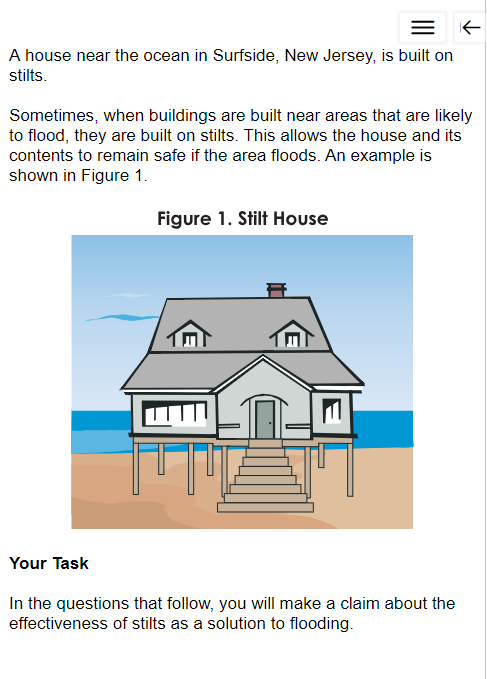 A house near the ocean in Surfside, New Jersey, is built on
stilts.
Sometimes, when buildings are built near areas that are likely
to flood, they are built on stilts. This allows the house and its
contents to remain safe if the area floods. An example is
shown in Figure 1.
Figure 1. Stilt House
Your Task
In the questions that follow, you will make a claim about the
effectiveness of stilts as a solution to flooding.